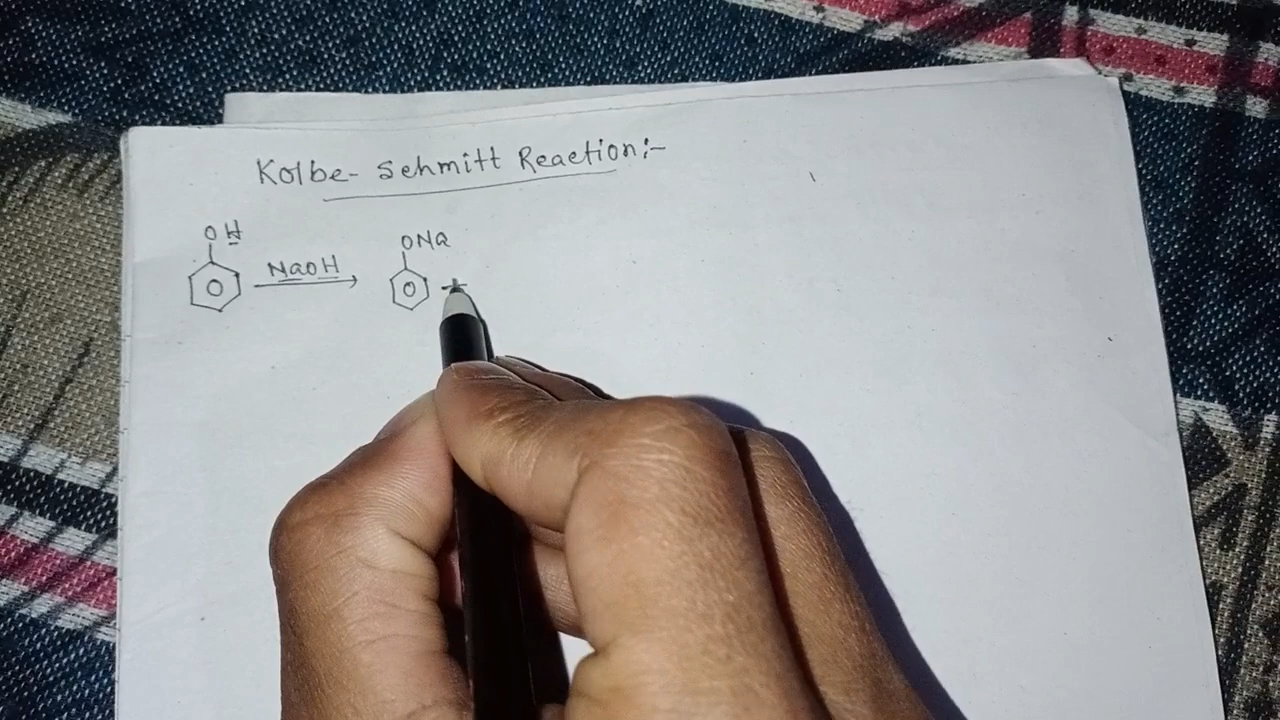 Kolbe- Schmitt Reaction:-
OH NaOH ONa +